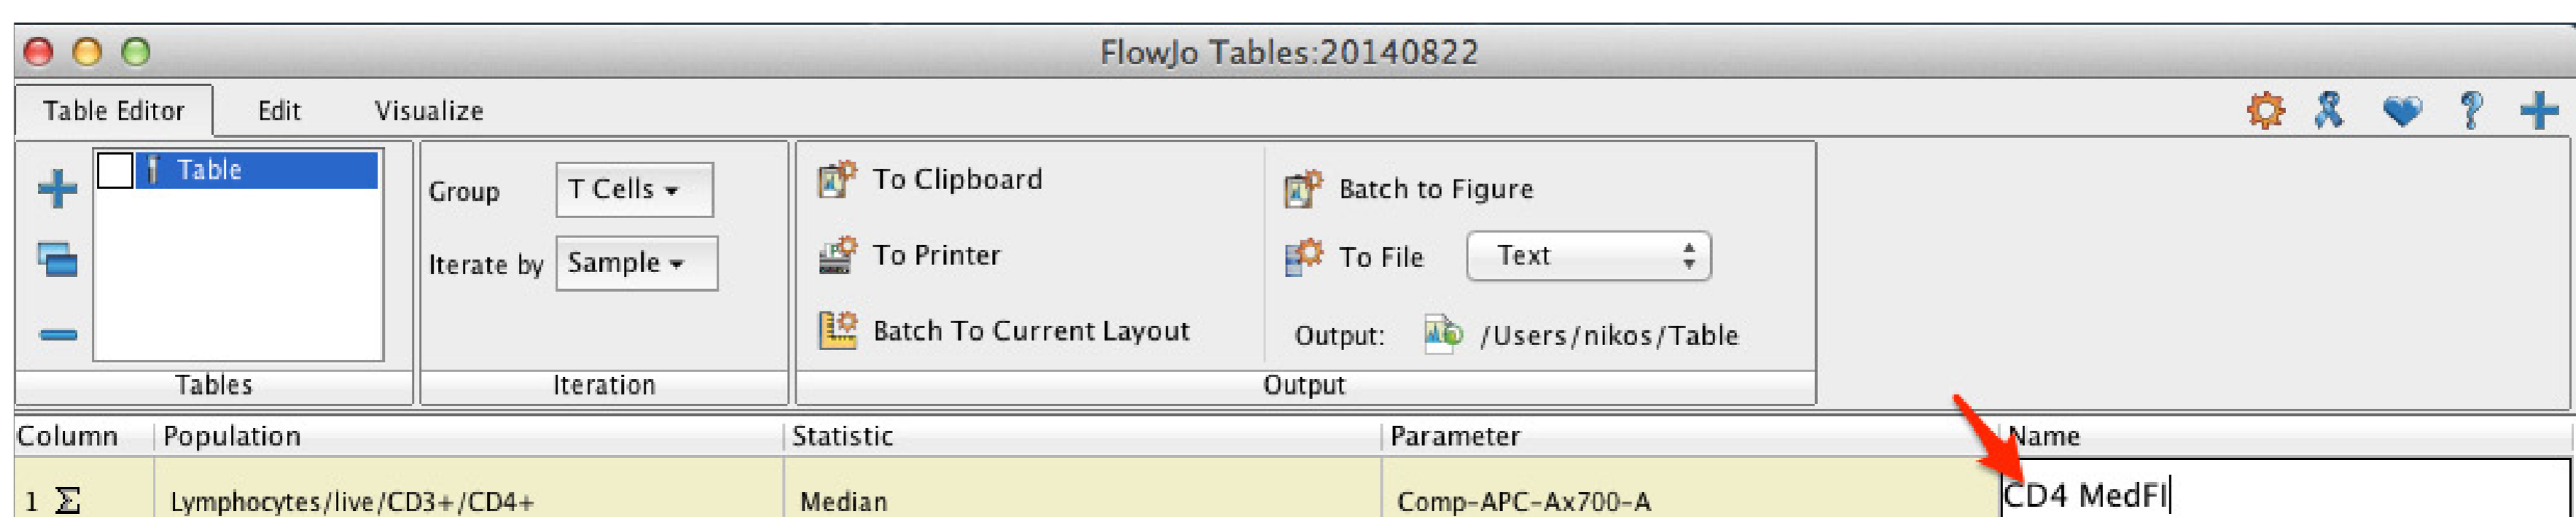 FlowJo Tables:20140822
Table Editor Edit Visualize
Table
Group T Cells
Iterate by Sample
Tables
Iteration
To Clipboard
To Printer
Batch To Current Layout
Batch to Figure
To File Text
Output: /Users/nikos/Table
Output
Column Population Statistic Parameter Name
1 Σ Lymphocytes/live/CD3+/CD4+ Median Comp-APC-Ax700-A CD4 MedFI